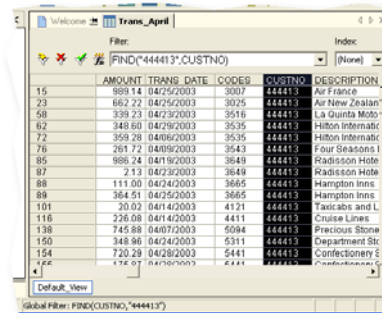 Welcome Trans_April
Filter: Index:
FIND("444413",CUSTNO) (None)
AMOUNT TRANS DATE CODES CUSTNO DESCRIPTION
15 989.14 04/25/2003 3007 444413 Air France
23 662.22 04/25/2003 3025 444413 Air New Zealan
58 339.23 04/23/2003 3516 444413 La Quinta Moto
62 348.60 04/29/2003 3535 444413 Hilton Internatic
72 359.28 04/06/2003 3535 444413 Hilton Internatic
76 261.72 04/09/2003 3543 444413 Four Seasons
85 986.24 04/19/2003 3649 444413 Radisson Hote
87 2.13 04/23/2003 3649 444413 Radisson Hote
88 111.00 04/24/2003 3665 444413 Hampton Inns
89 364.51 04/25/2003 3665 444413 Hampton Inns
101 20.02 04/14/2003 4121 444413 Taxicabs and L
116 226.08 04/14/2003 4411 444413 Cruise Lines
138 745.88 04/07/2003 5094 444413 Precious Stone
150 348.96 04/24/2003 5311 444413 Department Sto
154 720.29 04/28/2003 5441 444413 Confectionery S
Default_View
Global Filter: FIND(CUSTNO,"444413")